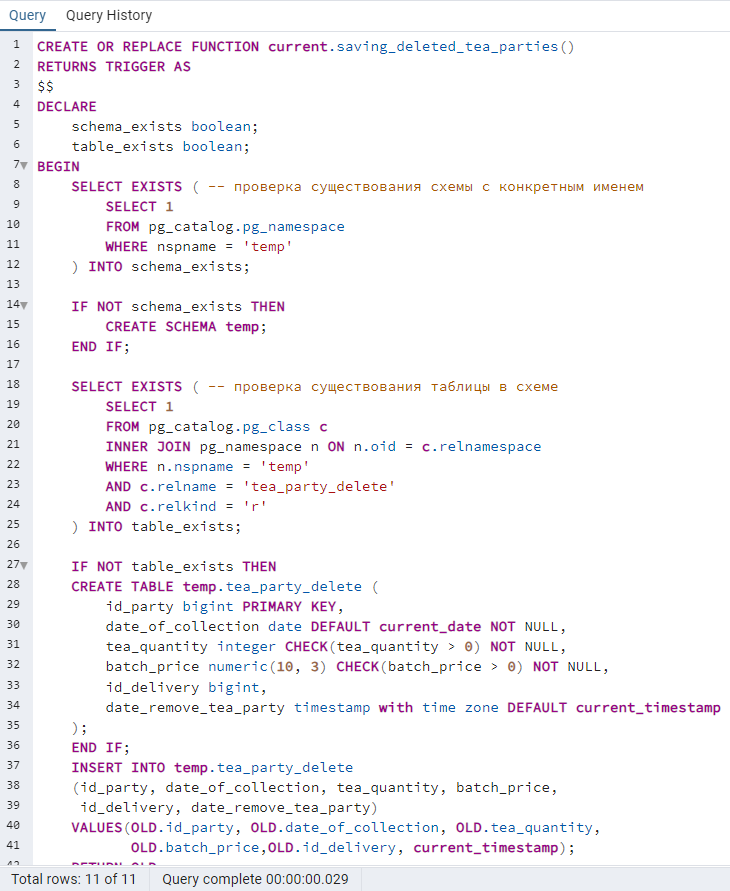 Query Query History
1 CREATE OR REPLACE FUNCTION current.saving_deleted_tea_parties()
2 RETURNS TRIGGER AS
3 $$
4 DECLARE
5 schema_exists boolean;
6 table_exists boolean;
7 BEGIN
8 SELECT EXISTS ( -- проверка существования схемы с конкретным именем
9 SELECT 1
10 FROM pg_catalog.pg_namespace
11 WHERE nspname = 'temp'
12 ) INTO schema_exists;
13
14 IF NOT schema_exists THEN
15 CREATE SCHEMA temp;
16 END IF;
17
18 SELECT EXISTS ( -- проверка существования таблицы в схеме
19 SELECT 1
20 FROM pg_catalog.pg_class c
21 INNER JOIN pg_namespace n ON n.oid = c.relnamespace
22 WHERE n.nspname = 'temp'
23 AND c.relname = 'tea_party_delete'
24 AND c.relkind = 'r'
25 ) INTO table_exists;
26
27 IF NOT table_exists THEN
28 CREATE TABLE temp.tea_party_delete (
29 id_party bigint PRIMARY KEY,
30 date_of_collection date DEFAULT current_date NOT NULL,
31 tea_quantity integer CHECK(tea_quantity > 0) NOT NULL,
32 batch_price numeric(10, 3) CHECK(batch_price > 0) NOT NULL,
33 id_delivery bigint,
34 date_remove_tea_party timestamp with time zone DEFAULT current_timestamp
35 );
36 END IF;
37 INSERT INTO temp.tea_party_delete
38 (id_party, date_of_collection, tea_quantity, batch_price,
39 id_delivery, date_remove_tea_party)
40 VALUES(OLD.id_party, OLD.date_of_collection, OLD.tea_quantity,
41 OLD.batch_price,OLD.id_delivery, current_timestamp);
42 RETURN OLD
Total rows: 11 of 11 Query complete 00:00:00.029